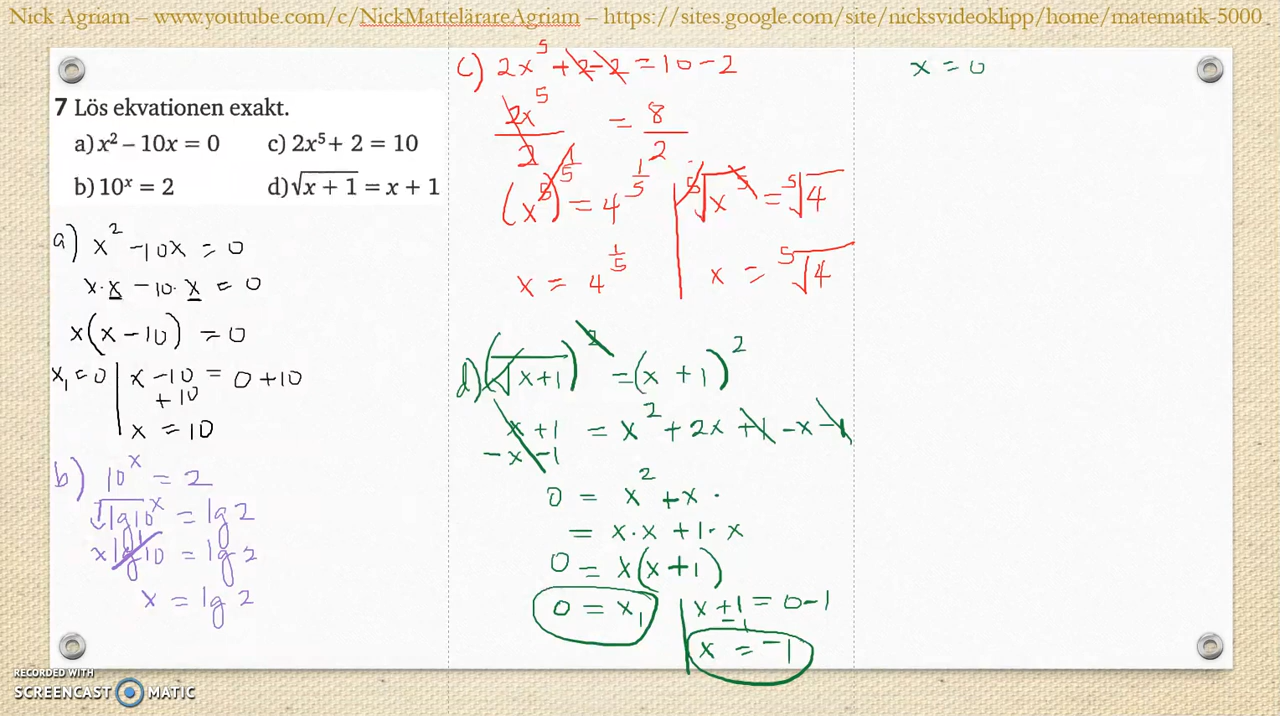 Nick Agriam – www.youtube.com/c/NickMattelärareAgriam – https://sites.google.com/site/nicksvideoklipp/home/matematik-5000
7 Lös ekvationen exakt.
a) x² – 10x = 0
c) 2x⁵ + 2 = 10
b) 10ˣ = 2
d) √(x + 1) = x + 1
a) x² - 10x = 0
x·x - 10·x = 0
x(x - 10) = 0
x₁ = 0 | x - 10 = 0 + 10
+ 10
x = 10
b) 10ˣ = 2
lg 10ˣ = lg 2
x lg 10 = lg 2
x = lg 2
c) 2x⁵ + 2 - 2 = 10 - 2
2x⁵/2 = 8/2
(x⁵)^(1/5) = 4^(1/5) | ⁵√x⁵ = ⁵√4
x = 4^(1/5) | x = ⁵√4
d) (√(x+1))² = (x + 1)²
x + 1 = x² + 2x + 1 - x - 1
- x - 1
0 = x² + x ·
= x·x + 1·x
0 = x(x + 1)
0 = x₁ | x + 1 = 0 - 1
- 1
x = -1
x = 0
RECORDED WITH
SCREENCAST MATIC